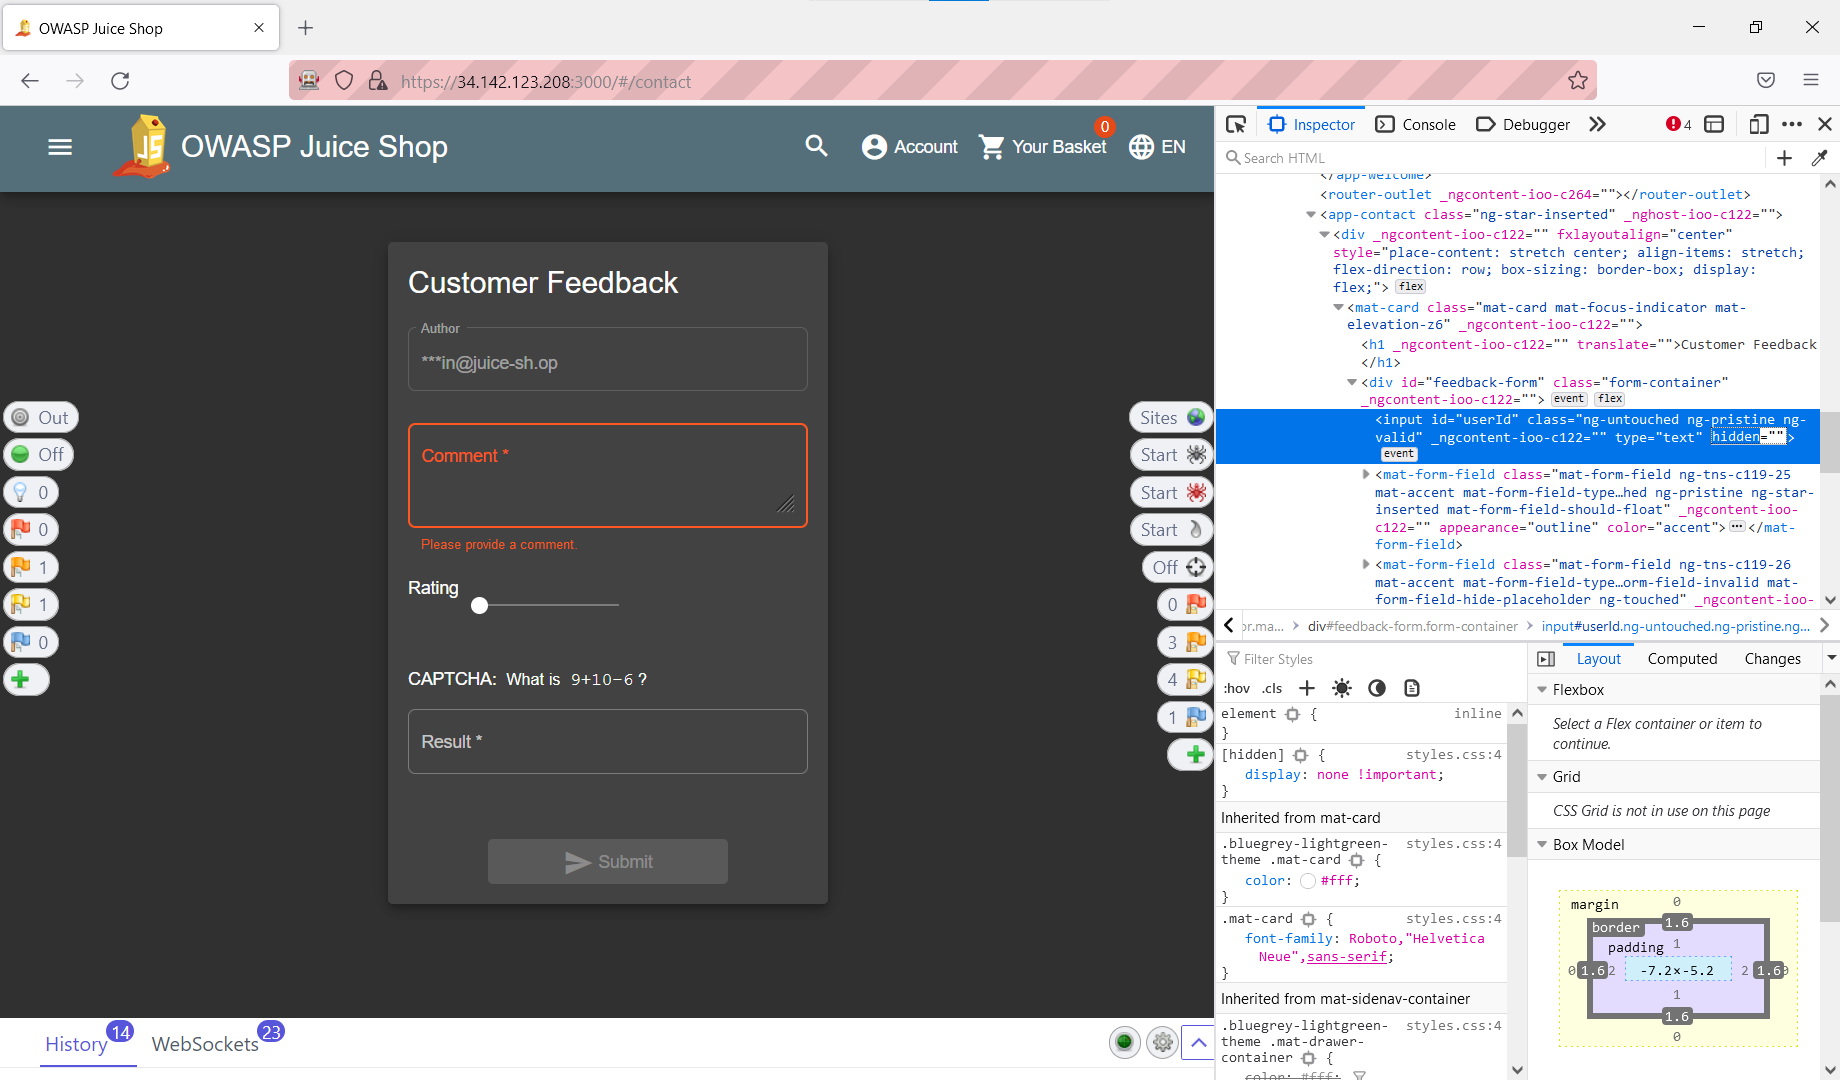 OWASP Juice Shop
https://34.142.123.208:3000/#/contact
OWASP Juice Shop
Account
0
Your Basket
EN
Customer Feedback
Author
***in@juice-sh.op
Comment *
Please provide a comment.
Rating
CAPTCHA: What is 9+10-6 ?
Result *
Submit
Out
Off
0
0
1
1
0
Sites
Start
Start
Start
Off
0
3
4
1
History 14
WebSockets 23
Inspector
Console
Debugger
4
Search HTML
</app-welcome>
<router-outlet _ngcontent-ioo-c264=""></router-outlet>
<app-contact class="ng-star-inserted" _nghost-ioo-c122="">
<div _ngcontent-ioo-c122="" fxlayoutalign="center"
style="place-content: stretch center; align-items: stretch;
flex-direction: row; box-sizing: border-box; display:
flex;"> flex
<mat-card class="mat-card mat-focus-indicator mat-
elevation-z6" _ngcontent-ioo-c122="">
<h1 _ngcontent-ioo-c122="" translate="">Customer Feedback
</h1>
<div id="feedback-form" class="form-container"
_ngcontent-ioo-c122=""> event flex
<input id="userId" class="ng-untouched ng-pristine ng-
valid" _ngcontent-ioo-c122="" type="text" hidden="">
event
<mat-form-field class="mat-form-field ng-tns-c119-25
mat-accent mat-form-field-type…hed ng-pristine ng-star-
inserted mat-form-field-should-float" _ngcontent-ioo-
c122="" appearance="outline" color="accent">…</mat-
form-field>
<mat-form-field class="mat-form-field ng-tns-c119-26
mat-accent mat-form-field-type…orm-field-invalid mat-
form-field-hide-placeholder ng-touched" _ngcontent-ioo-
or.ma… div#feedback-form.form-container input#userId.ng-untouched.ng-pristine.ng…
Filter Styles
:hov .cls
element { inline
}
[hidden] { styles.css:4
display: none !important;
}
Inherited from mat-card
.bluegrey-lightgreen- styles.css:4
theme .mat-card {
color: #fff;
}
.mat-card { styles.css:4
font-family: Roboto,"Helvetica
Neue",sans-serif;
}
Inherited from mat-sidenav-container
.bluegrey-lightgreen- styles.css:4
theme .mat-drawer-
container {
color: #fff;
Layout
Computed
Changes
Flexbox
Select a Flex container or item to
continue.
Grid
CSS Grid is not in use on this page
Box Model
margin 0
border 1.6
padding 1
0 1.6 2 -7.2×-5.2 2 1.6 0
1
1.6
0